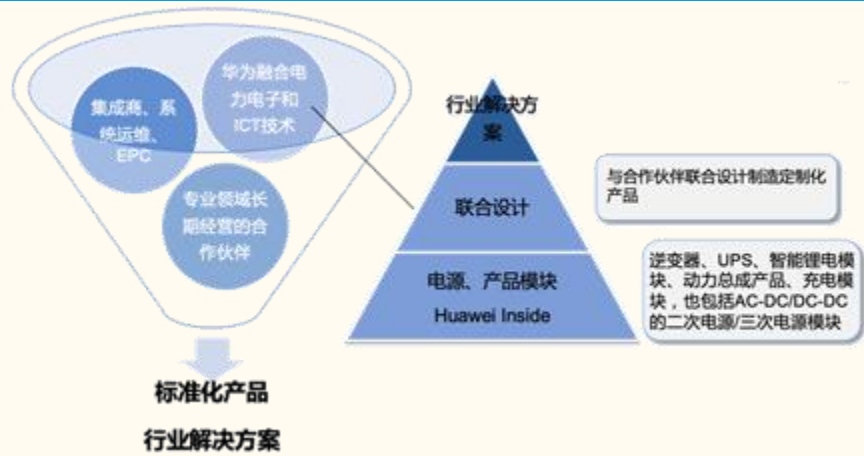 华为融合电
力电子和
ICT技术
集成商、系
统运维、
EPC
专业领域长
期经营的合
作伙伴
标准化产品
行业解决方案
行业解决方
案
联合设计
电源、产品模块
Huawei Inside
与合作伙伴联合设计制造定制化
产品
逆变器、UPS、智能锂电模
块、动力总成产品、充电模
块，也包括AC-DC/DC-DC
的二次电源/三次电源模块